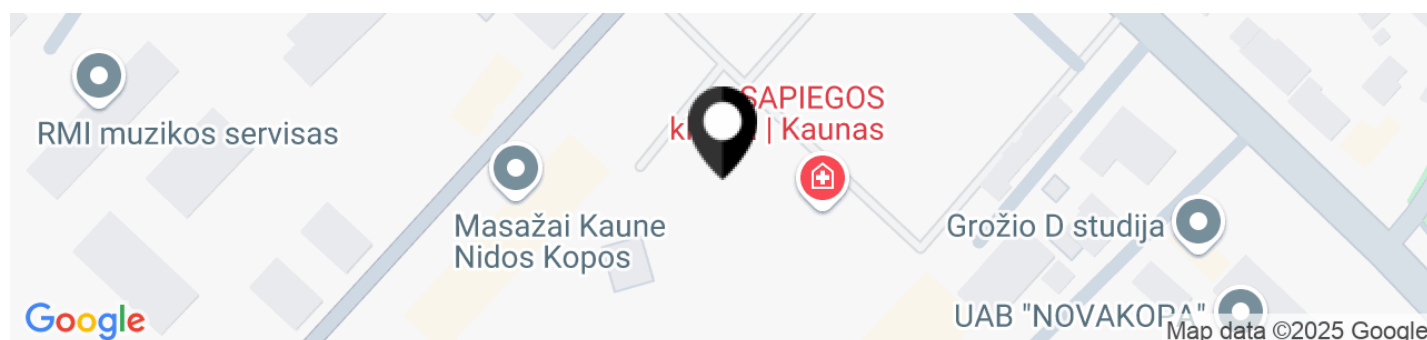 SAPIEGOS
| Kaunas
RMI muzikos servisas
Masažai Kaune
Nidos Kopos
Grožio D studija
UAB "NOVAKOPA"
Google
Map data ©2025 Google